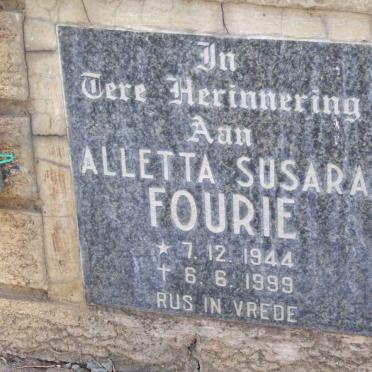 In
Tere Herinnering
Aan
ALLETTA SUSARA
FOURIE
★ 7. 12. 1944
† 6. 6. 1999
RUS IN VREDE